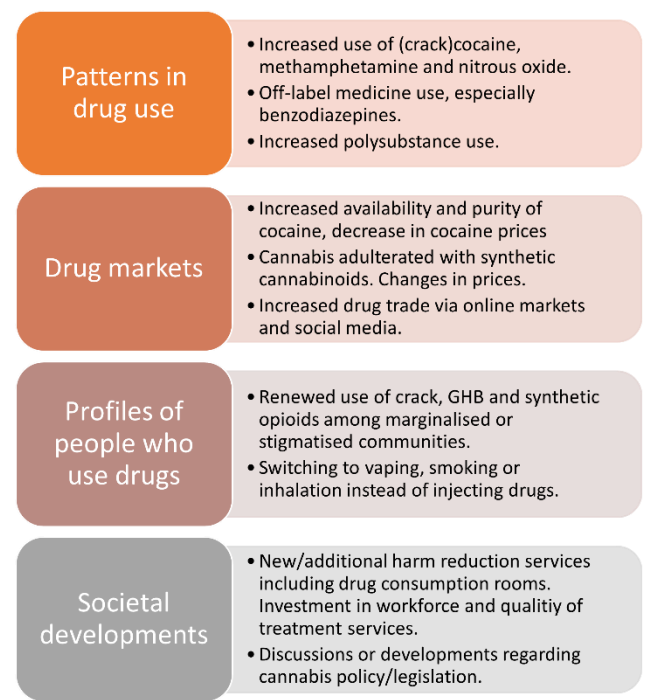 Patterns in
drug use
• Increased use of (crack)cocaine,
methamphetamine and nitrous oxide.
• Off-label medicine use, especially
benzodiazepines.
• Increased polysubstance use.
Drug markets
• Increased availability and purity of
cocaine, decrease in cocaine prices
• Cannabis adulterated with synthetic
cannabinoids. Changes in prices.
• Increased drug trade via online markets
and social media.
Profiles of
people who
use drugs
• Renewed use of crack, GHB and synthetic
opioids among marginalised or
stigmatised communities.
• Switching to vaping, smoking or
inhalation instead of injecting drugs.
Societal
developments
• New/additional harm reduction services
including drug consumption rooms.
Investment in workforce and qualitiy of
treatment services.
• Discussions or developments regarding
cannabis policy/legislation.